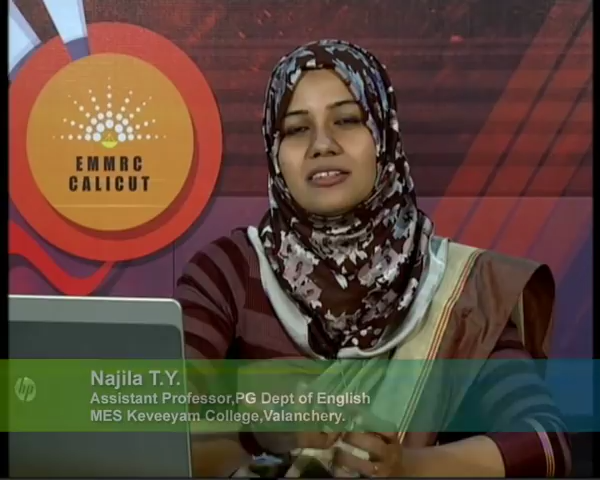 EMMRC
CALICUT
Najila T.Y.
Assistant Professor,PG Dept of English
MES Keveeyam College,Valanchery.
hp